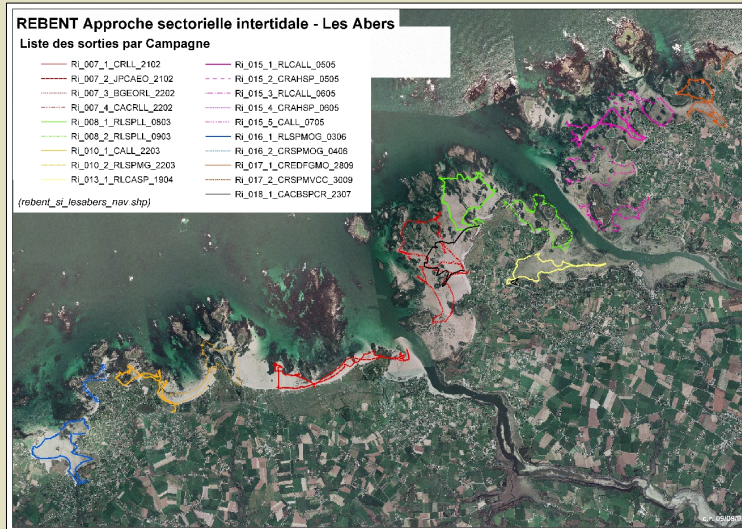 REBENT Approche sectorielle intertidale - Les Abers
Liste des sorties par Campagne
Ri_007_1_CRLL_2102
Ri_007_2_JPCAEO_2102
Ri_007_3_BGEORL_2202
Ri_007_4_CACRLL_2202
Ri_008_1_RLSPLL_0803
Ri_008_2_RLSPLL_0903
Ri_010_1_CALL_2203
Ri_010_2_RLSPMG_2203
Ri_013_1_RLCASP_1904
Ri_015_1_RLCALL_0505
Ri_015_2_CRAHSP_0505
Ri_015_3_RLCALL_0605
Ri_015_4_CRAHSP_0605
Ri_015_5_CALL_0705
Ri_016_1_RLSPMOG_0306
Ri_016_2_CRSPMOG_0406
Ri_017_1_CREDFGMO_2809
Ri_017_2_CRSPMVCC_3009
Ri_018_1_CACBSPCR_2307
(rebent_si_lesabers_nav.shp)